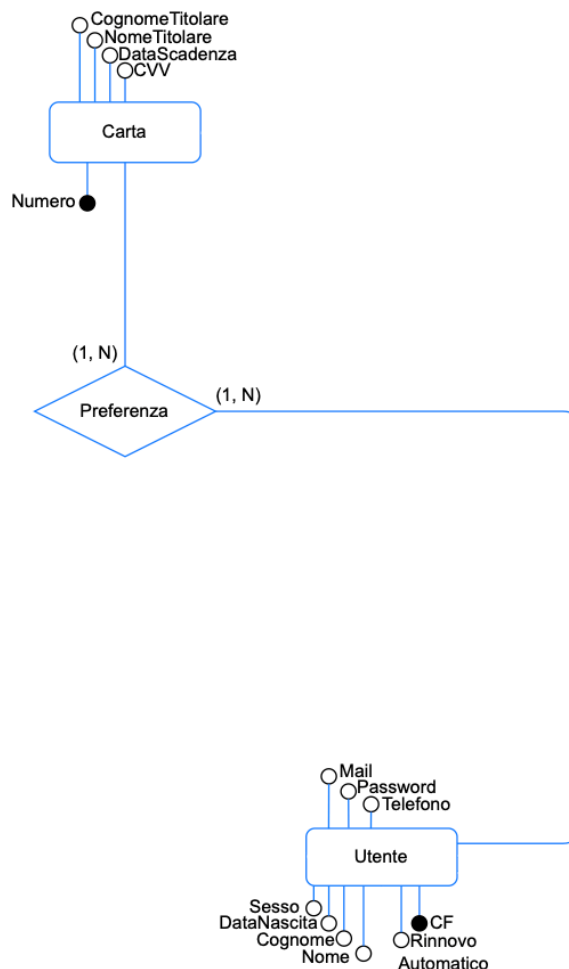 CognomeTitolare
NomeTitolare
DataScadenza
CVV
Carta
Numero
(1, N)
(1, N)
Preferenza
Mail
Password
Telefono
Utente
Sesso
DataNascita
Cognome
Nome
CF
Rinnovo
Automatico